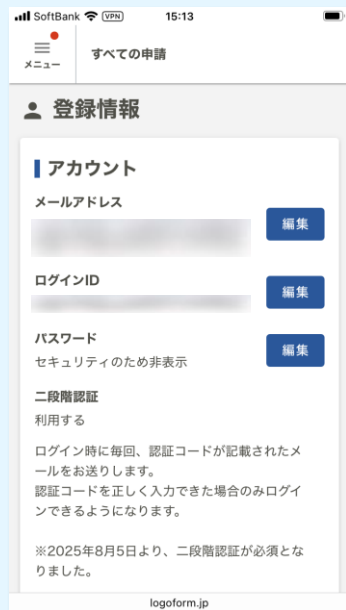 SoftBank VPN 15:13
メニュー
すべての申請
登録情報
アカウント
メールアドレス
編集
ログインID
編集
パスワード
セキュリティのため非表示
編集
二段階認証
利用する
ログイン時に毎回、認証コードが記載されたメ
ールをお送りします。
認証コードを正しく入力できた場合のみログイ
ンできるようになります。
※2025年8月5日より、二段階認証が必須とな
りました。
logoform.jp